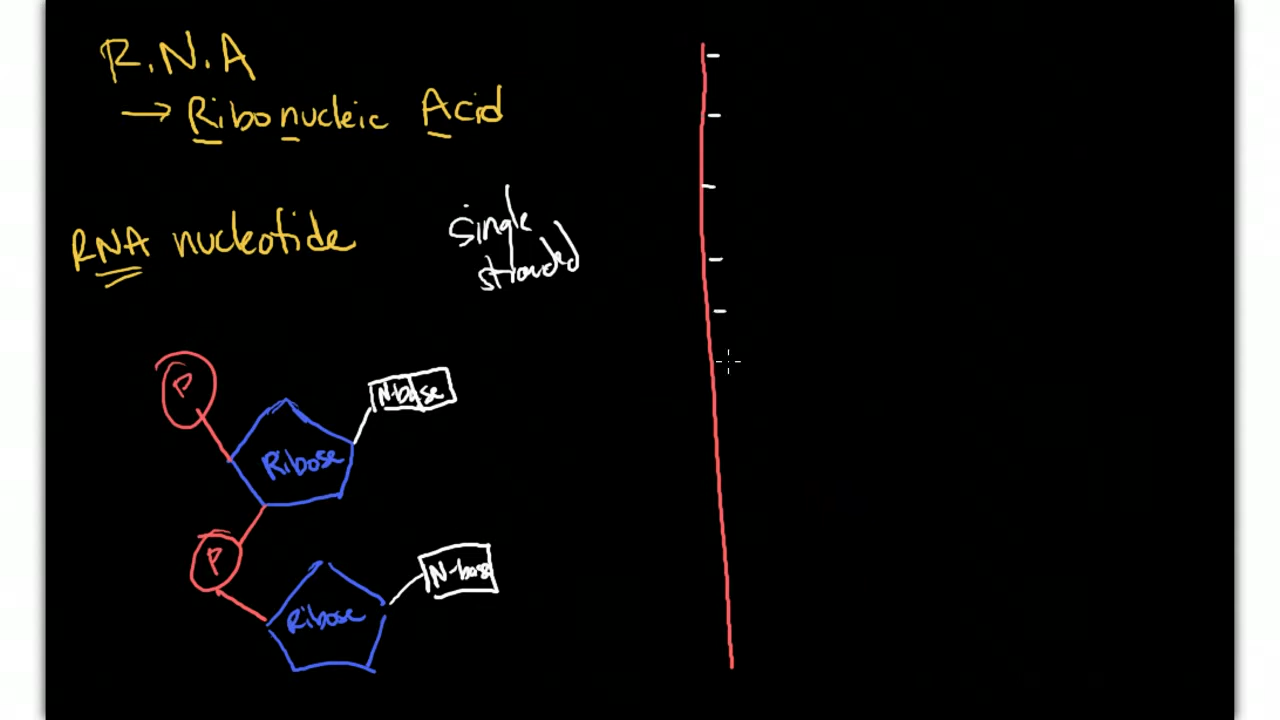 R.N.A
→ Ribonucleic Acid
RNA nucleotide
single
stranded
P
N-base
Ribose
P
N-base
Ribose